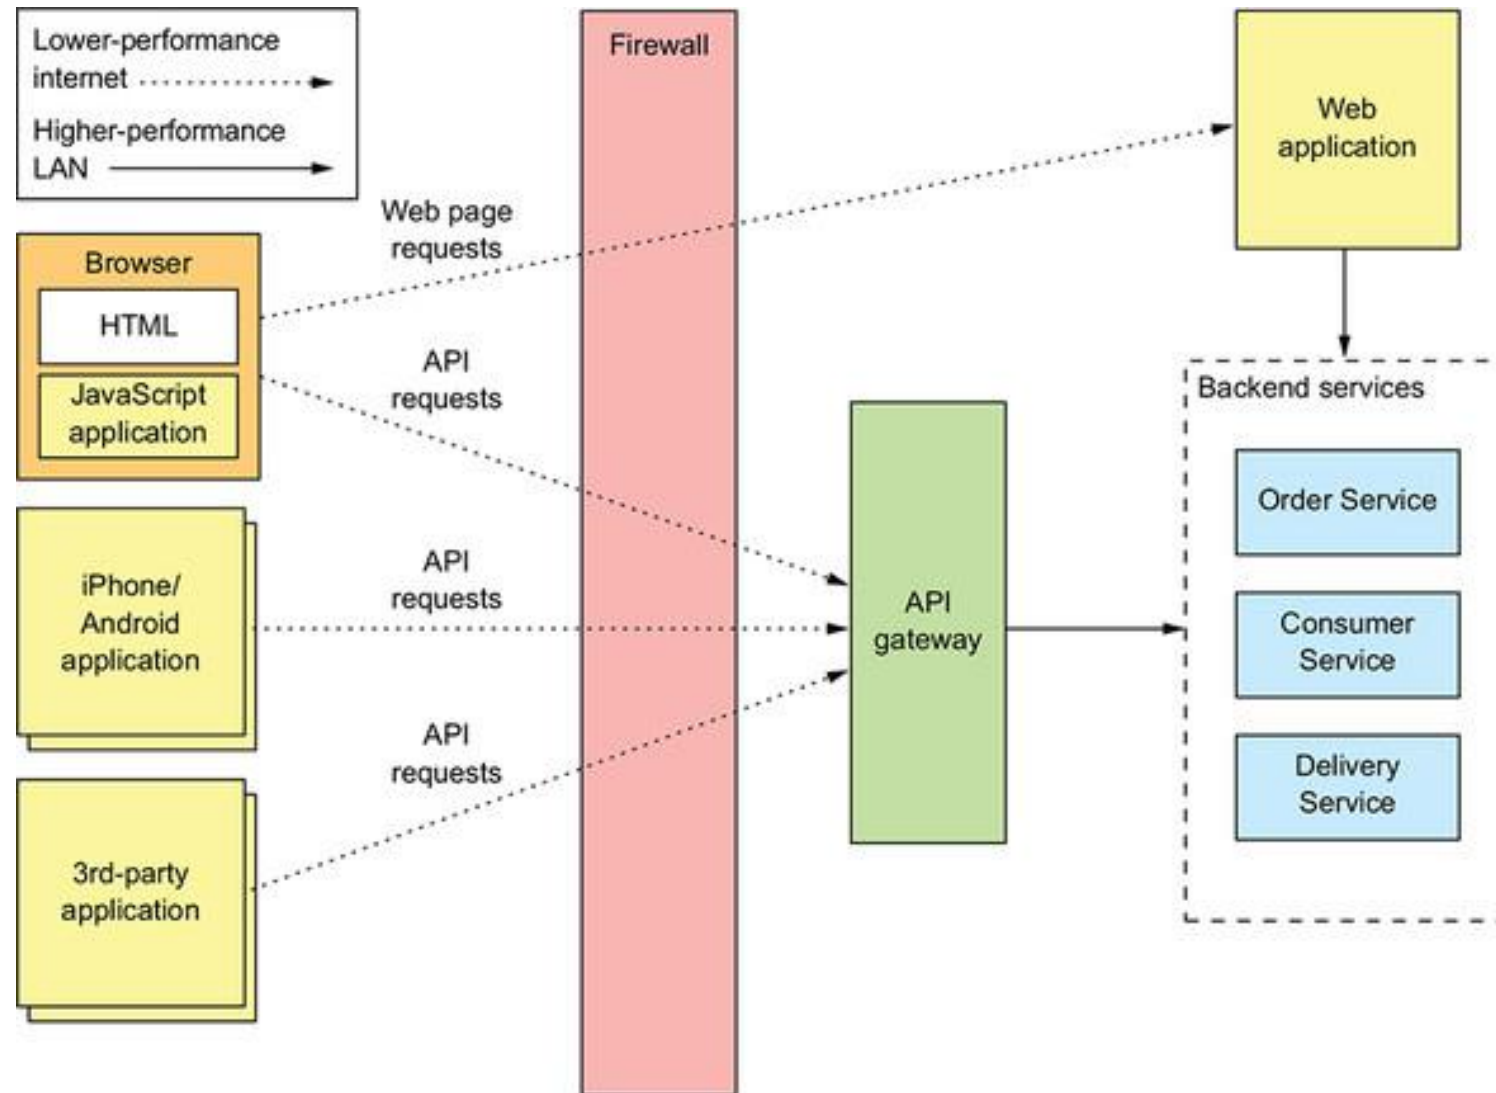 Lower-performance
internet
Higher-performance
LAN
Firewall
Web
application
Web page
requests
Browser
HTML
JavaScript
application
API
requests
Backend services
Order Service
iPhone/
Android
application
API
requests
API
gateway
Consumer
Service
API
requests
Delivery
Service
3rd-party
application